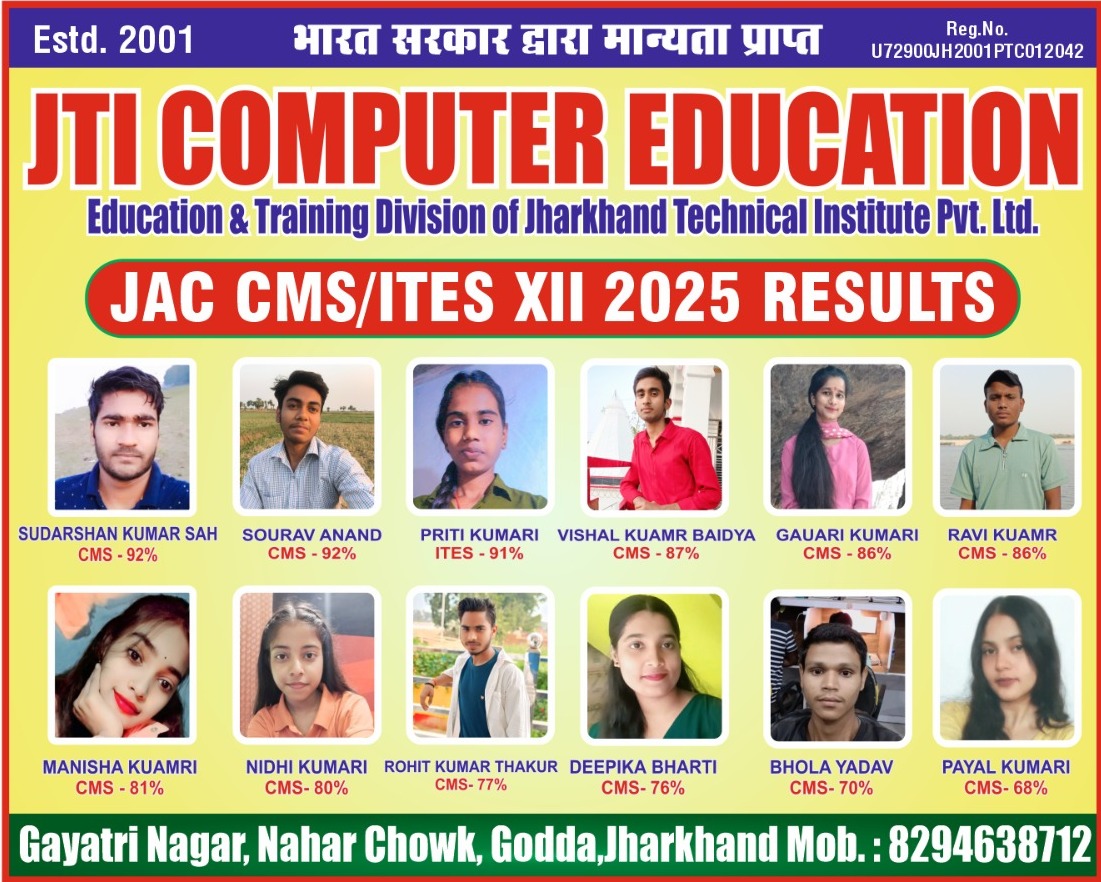 Estd. 2001
भारत सरकार द्वारा मान्यता प्राप्त
Reg.No.
U72900JH2001PTC012042
JTI COMPUTER EDUCATION
Education & Training Division of Jharkhand Technical Institute Pvt. Ltd.
JAC CMS/ITES XII 2025 RESULTS
SUDARSHAN KUMAR SAH
CMS - 92%
SOURAV ANAND
CMS - 92%
PRITI KUMARI
ITES - 91%
VISHAL KUAMR BAIDYA
CMS - 87%
GAUARI KUMARI
CMS - 86%
RAVI KUAMR
CMS - 86%
MANISHA KUAMRI
CMS - 81%
NIDHI KUMARI
CMS- 80%
ROHIT KUMAR THAKUR
CMS- 77%
DEEPIKA BHARTI
CMS- 76%
BHOLA YADAV
CMS- 70%
PAYAL KUMARI
CMS- 68%
Gayatri Nagar, Nahar Chowk, Godda,Jharkhand Mob. : 8294638712